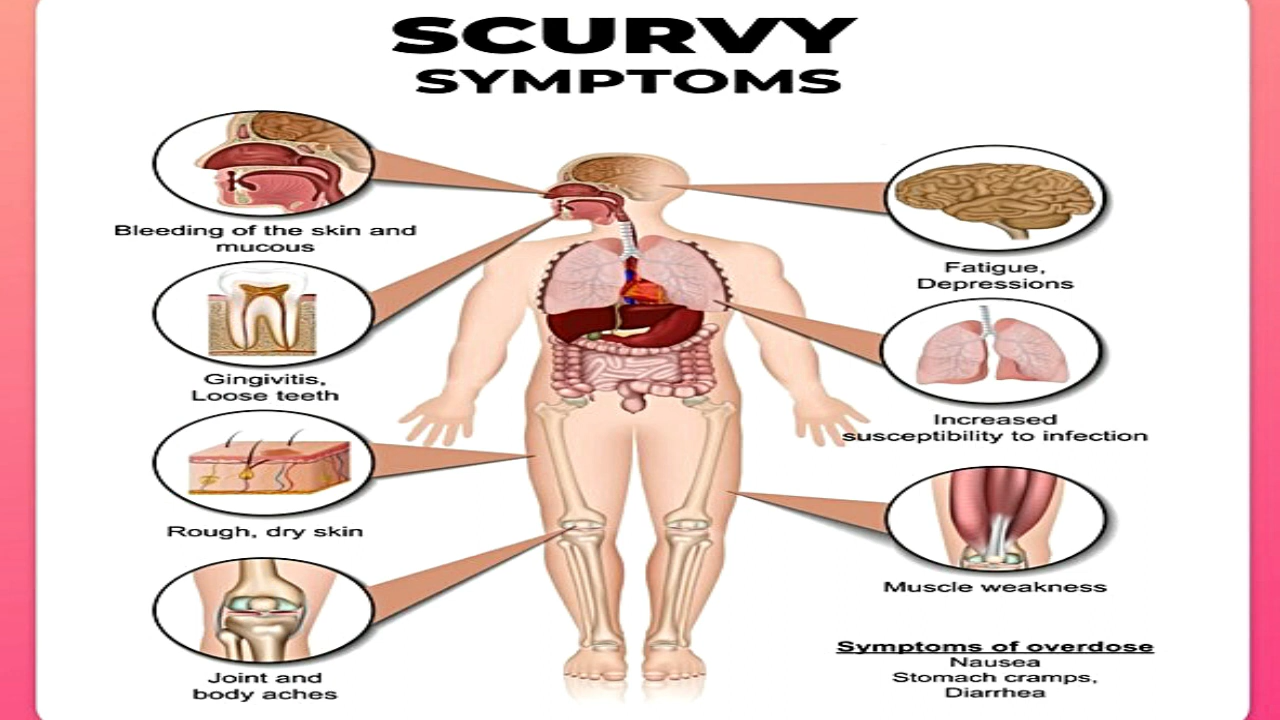 SCURVY
SYMPTOMS
Bleeding of the skin and
mucous
Gingivitis,
Loose teeth
Rough, dry skin
Joint and
body aches
Fatigue,
Depressions
Increased
susceptibility to infection
Muscle weakness
Symptoms of overdose
Nausea
Stomach cramps,
Diarrhea